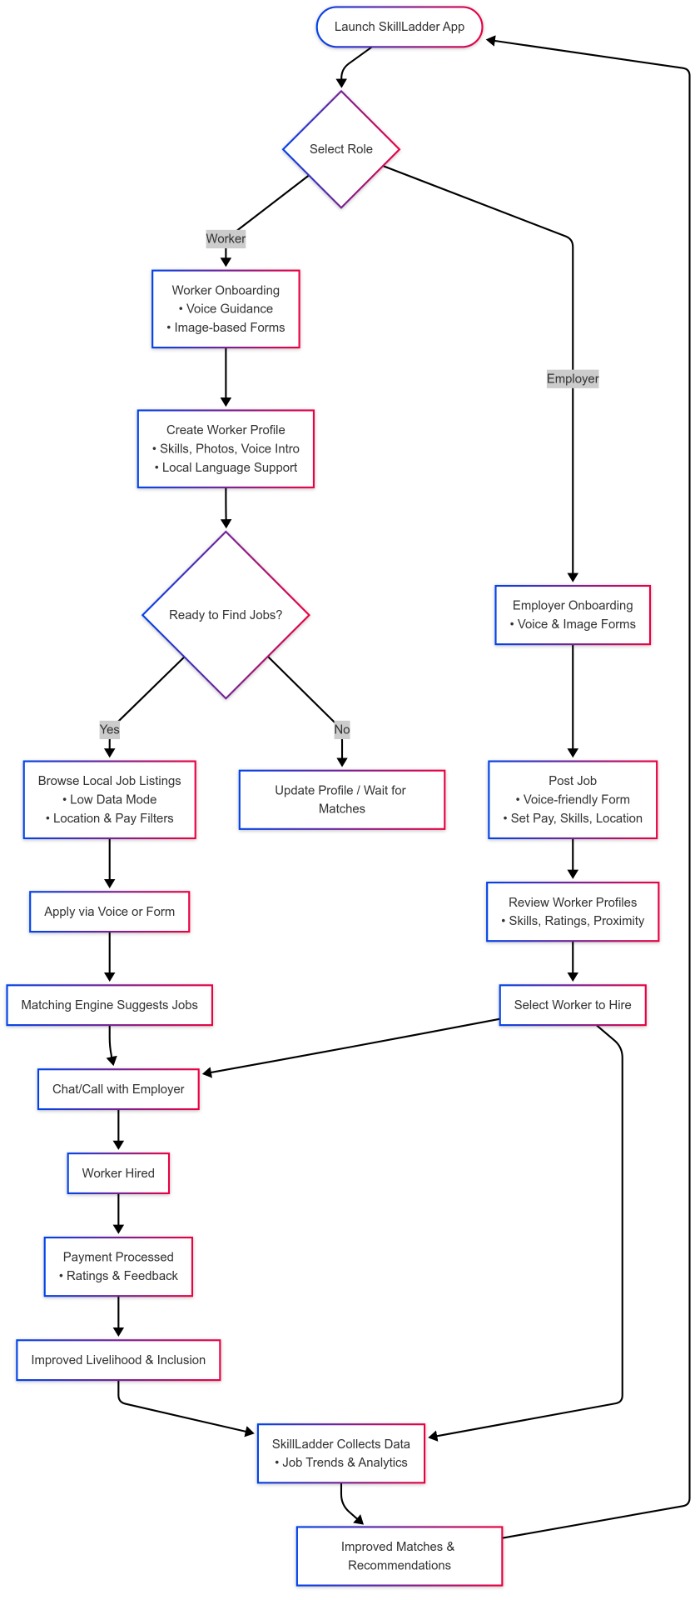 Launch SkillLadder App
Select Role
Worker
Worker Onboarding
• Voice Guidance
• Image-based Forms
Employer
Create Worker Profile
• Skills, Photos, Voice Intro
• Local Language Support
Ready to Find Jobs?
Employer Onboarding
• Voice & Image Forms
Yes
No
Browse Local Job Listings
• Low Data Mode
• Location & Pay Filters
Update Profile / Wait for
Matches
Post Job
• Voice-friendly Form
• Set Pay, Skills, Location
Apply via Voice or Form
Review Worker Profiles
• Skills, Ratings, Proximity
Matching Engine Suggests Jobs
Select Worker to Hire
Chat/Call with Employer
Worker Hired
Payment Processed
• Ratings & Feedback
Improved Livelihood & Inclusion
SkillLadder Collects Data
• Job Trends & Analytics
Improved Matches &
Recommendations